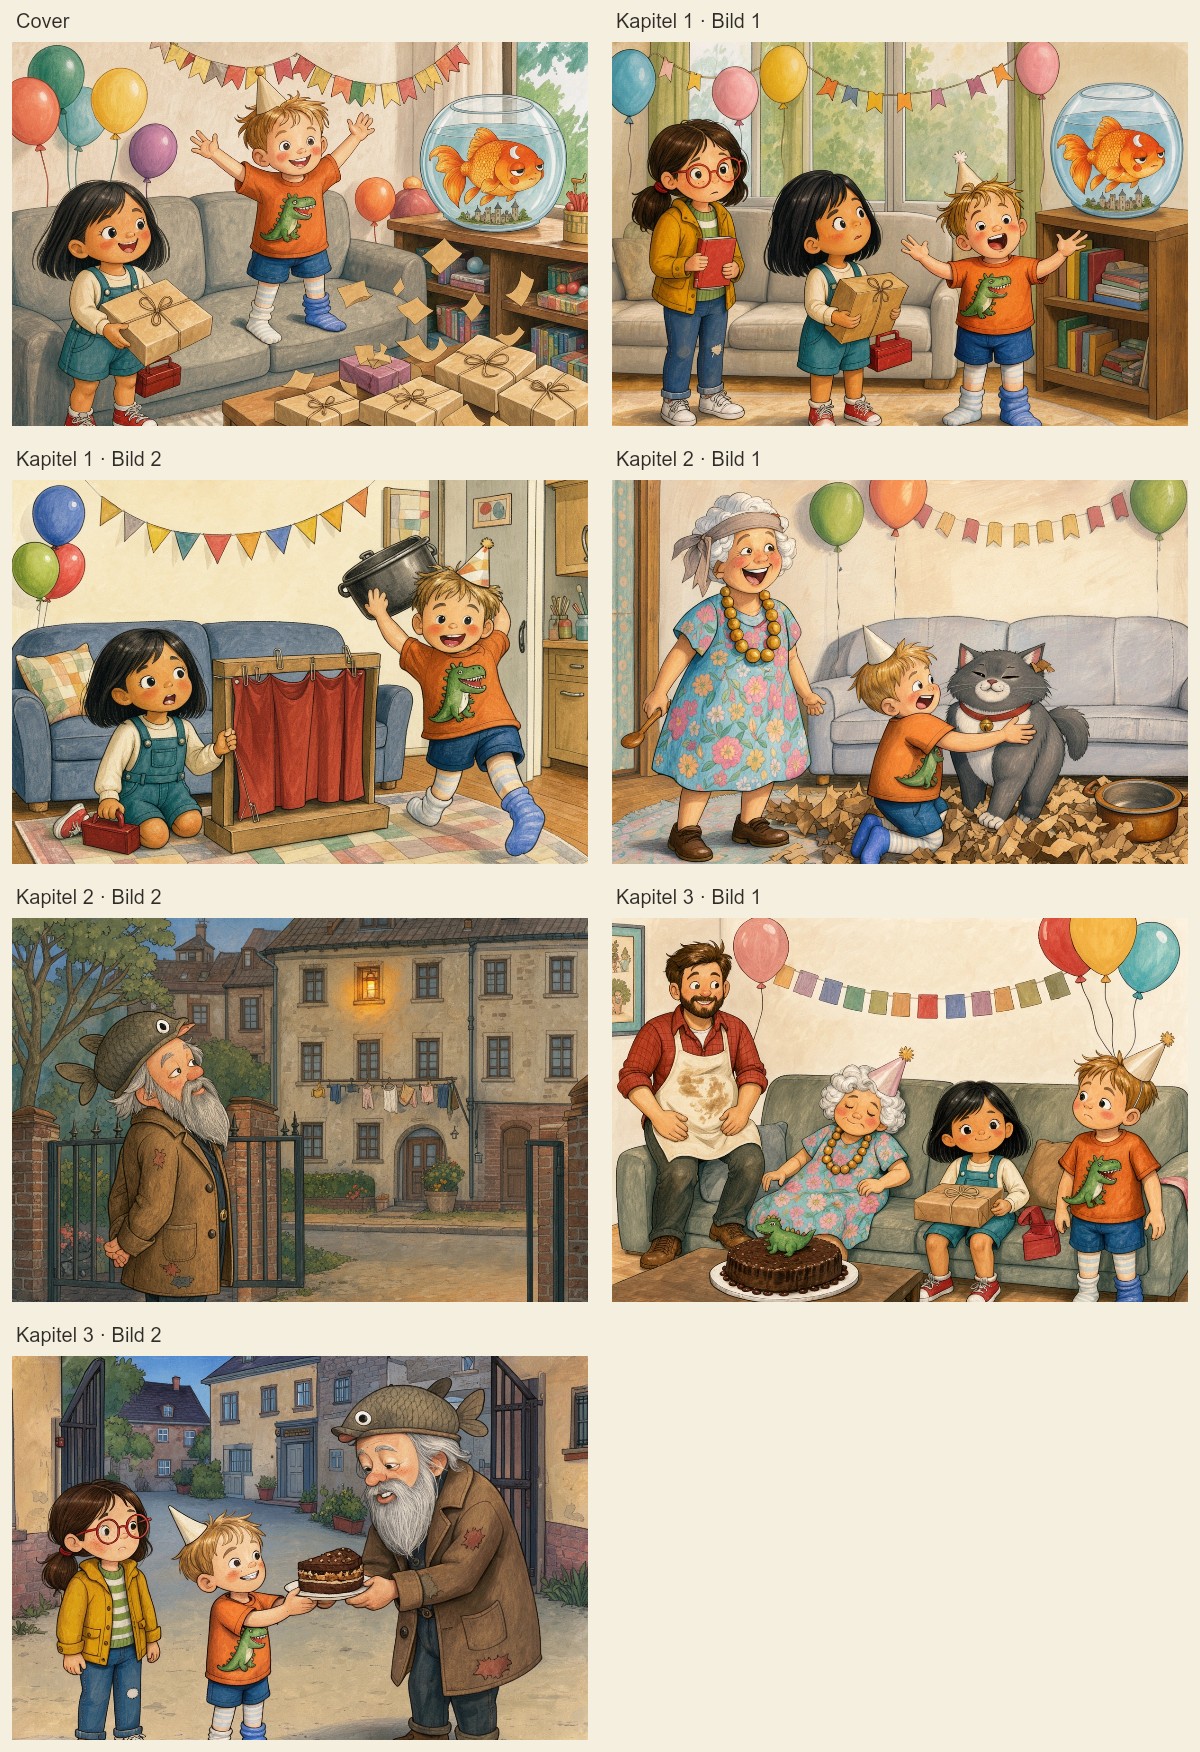 Cover
Kapitel 1 · Bild 1
Kapitel 1 · Bild 2
Kapitel 2 · Bild 1
Kapitel 2 · Bild 2
Kapitel 3 · Bild 1
Kapitel 3 · Bild 2